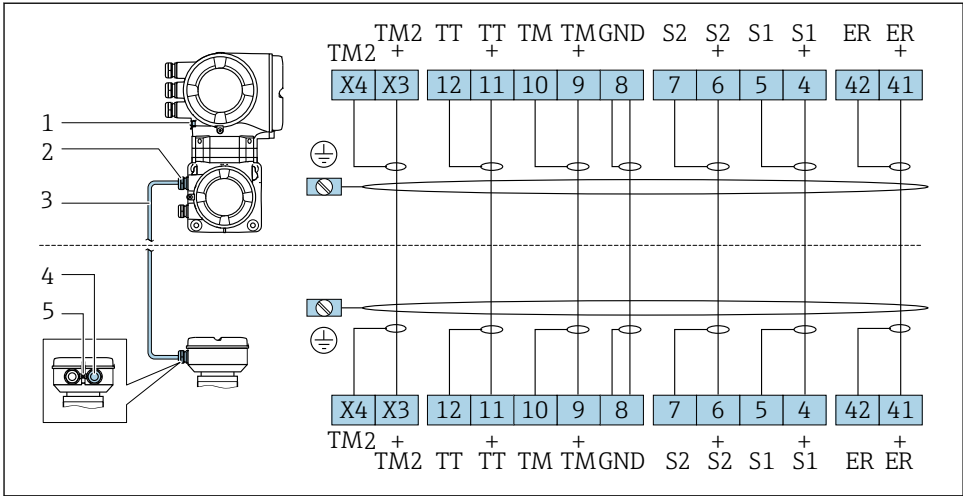 TM2 TT TT TM TM GND S2 S2 S1 S1 ER ER
TM2 + + + + + +
X4 X3 12 11 10 9 8 7 6 5 4 42 41
1
2
3
4
5
X4 X3 12 11 10 9 8 7 6 5 4 42 41
TM2 + + + + + +
TM2 TT TT TM TM GND S2 S2 S1 S1 ER ER